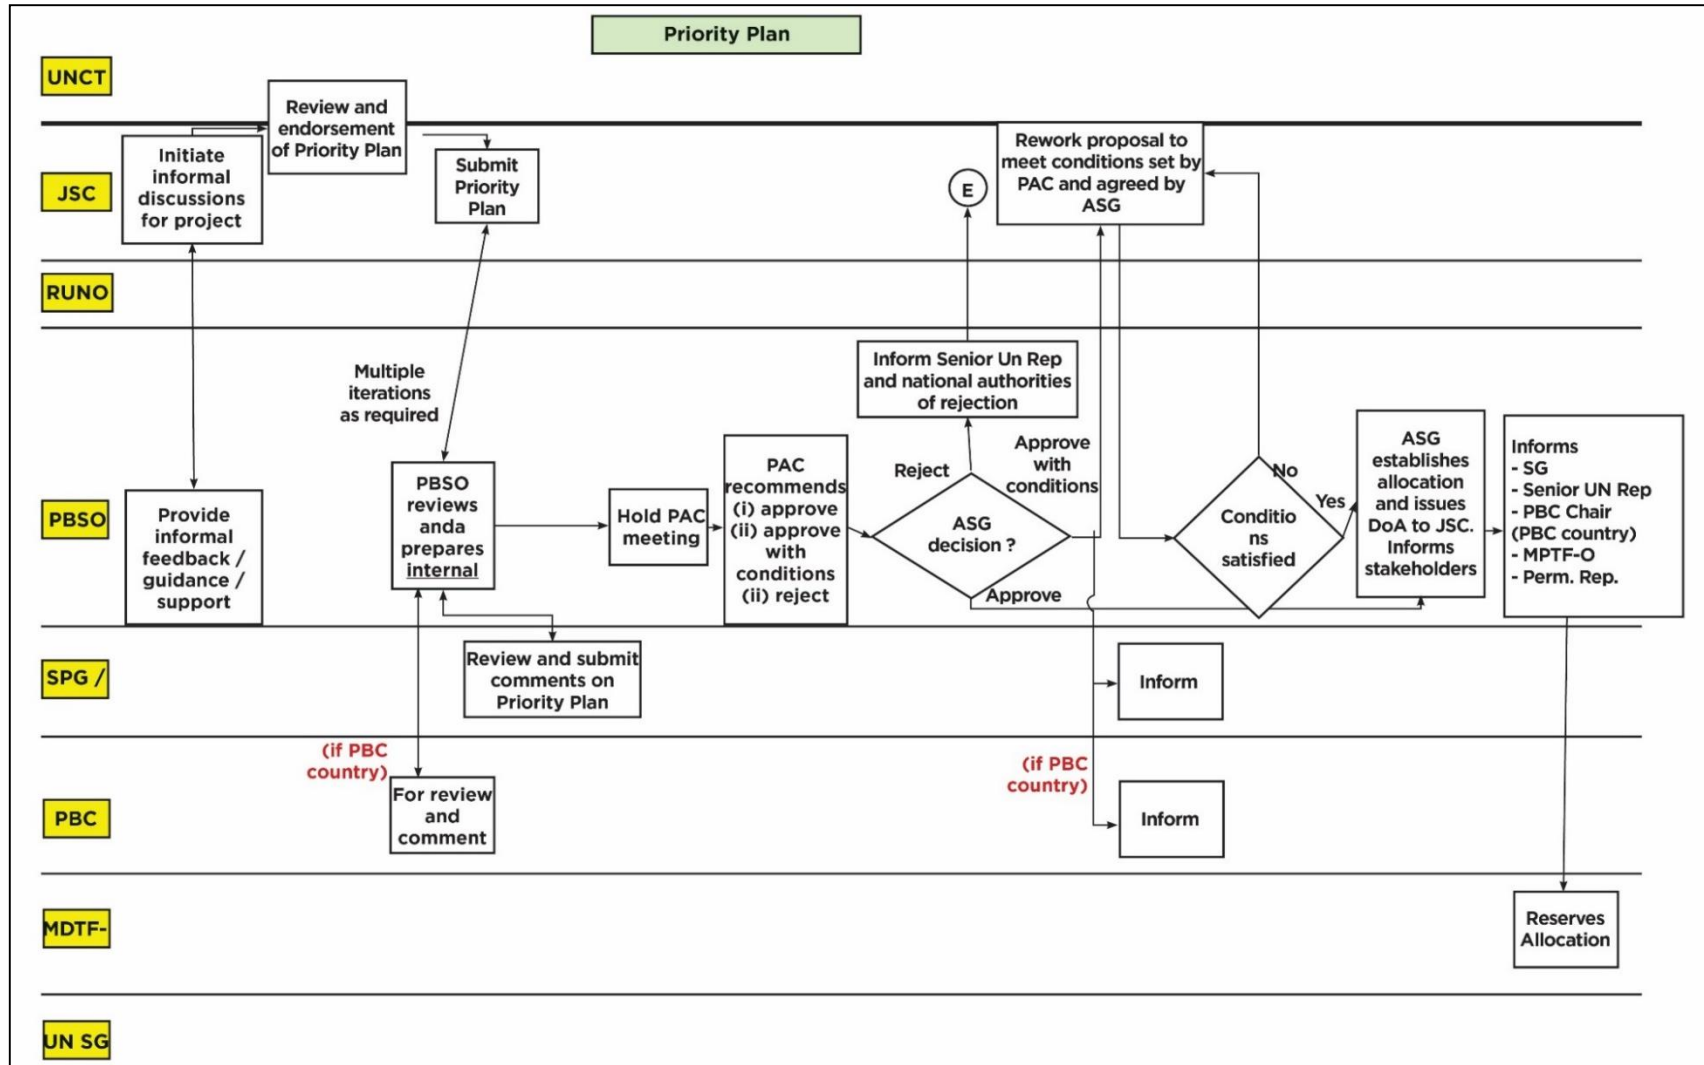 Priority Plan
UNCT
Review and
endorsement
of Priority Plan
JSC
Initiate
informal
discussions
for project
Submit
Priority
Plan
E
Rework proposal to
meet conditions set by
PAC and agreed by
ASG
RUNO
Multiple
iterations
as required
Inform Senior Un Rep
and national authorities
of rejection
PBSO
Provide
informal
feedback /
guidance /
support
PBSO
reviews
anda
prepares
internal
Hold PAC
meeting
PAC
recommends
(i) approve
(ii) approve
with
conditions
(ii) reject
Reject
Approve
with
conditions
ASG
decision ?
Approve
No
Yes
Conditio
ns
satisfied
ASG
establishes
allocation
and issues
DoA to JSC.
Informs
stakeholders
Informs
- SG
- Senior UN Rep
- PBC Chair
(PBC country)
- MPTF-O
- Perm. Rep.
SPG /
Review and submit
comments on
Priority Plan
Inform
(if PBC
country)
(if PBC
country)
PBC
For review
and
comment
Inform
MDTF-
Reserves
Allocation
UN SG